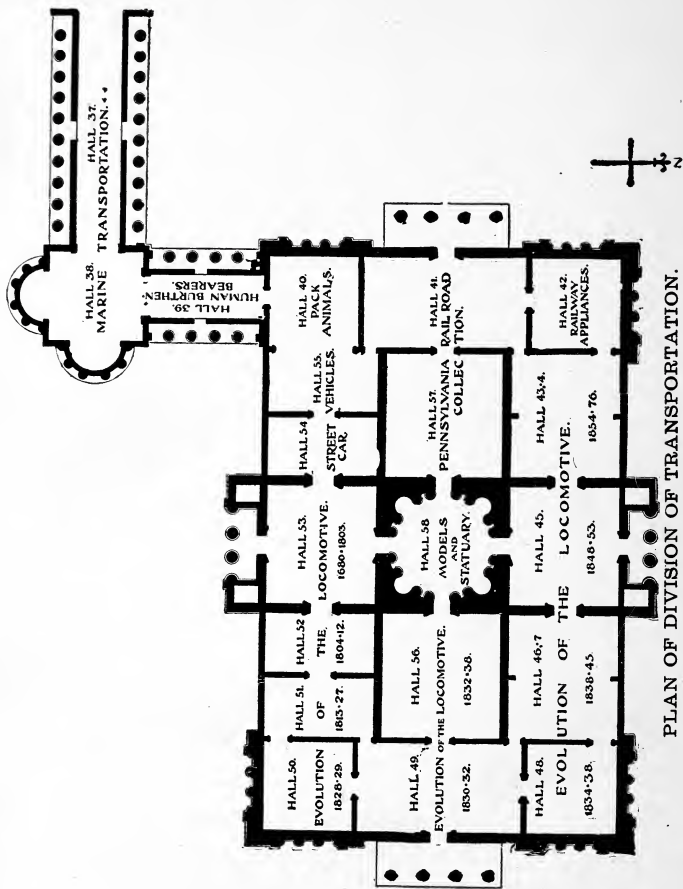 HALL 37.
MARINE TRANSPORTATION.
HALL 38.
HALL 39.
HUMAN BURTHEN-
BEARERS.
HALL 40.
PACK
ANIMALS.
HALL 55.
VEHICLES.
HALL 54
STREET
CAR.
HALL 53.
LOCOMOTIVE.
1680-1803.
HALL 52
THE
1804-12.
HALL 51.
OF
1813-27.
HALL 50.
EVOLUTION
1828-29.
HALL 41.
RAIL ROAD
HALL 57.
PENNSYLVANIA
COLLECTION.
HALL 58
MODELS
AND
STATUARY.
HALL 56.
1832-38.
HALL 49.
EVOLUTION OF THE LOCOMOTIVE.
1830-32.
HALL 42.
RAILWAY
APPLIANCES.
HALL 43-4.
1854-76.
HALL 45.
1848-53.
HALL 46-7
1838-45.
HALL 48.
EVOLUTION OF THE LOCOMOTIVE.
1834-38.
N
PLAN OF DIVISION OF TRANSPORTATION.